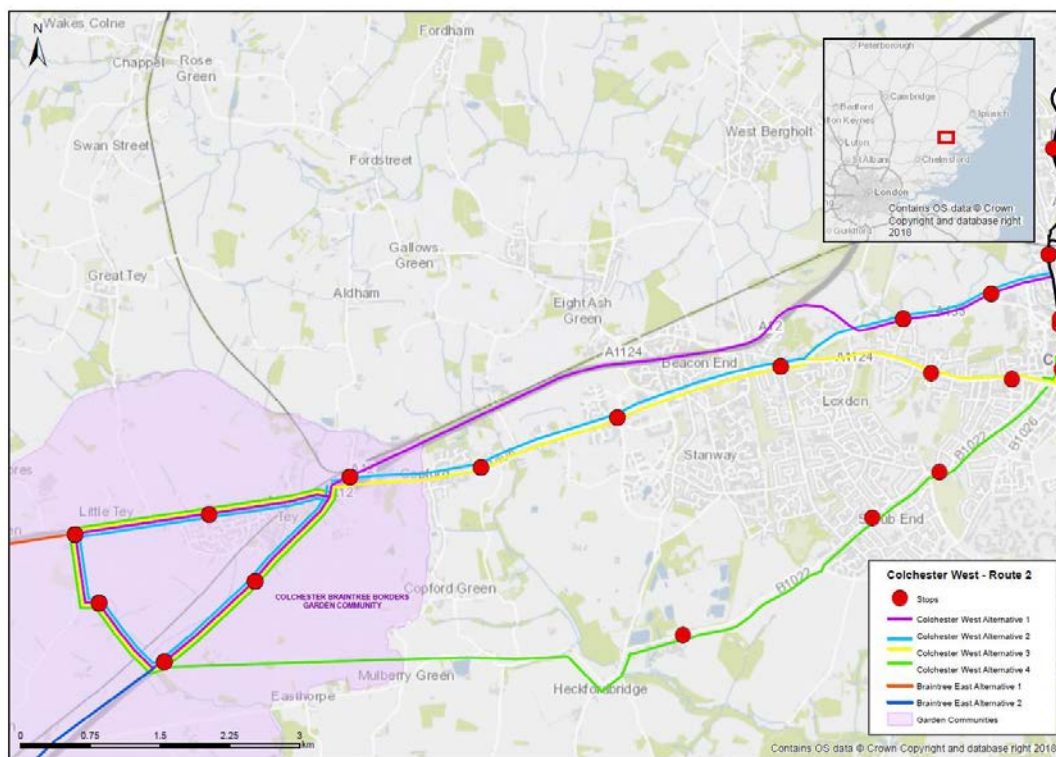 Wakes Colne
N
Chappel
Rose
Green
Fordham
Peterborough
Cambridge
Bedford
Ipswich
lton Keynes
Luton
St Albans
Chelmsford
London
Guildford
Contains OS data © Crown
Copyright and database right
2018
West Bergholt
Swan Street
Fordstreet
Gallows
Green
Great Tey
Aldham
Eight Ash
Green
A12
A133
A1124
Beacon End
A1124
Lexden
B1022
B1026
Stanway
Copford
A12
Little Tey
Tey
COLCHESTER BRAINTREE BORDERS
GARDEN COMMUNITY
Copford Green
B1022
Mulberry Green
Easthorpe
Heckfordbridge
Colchester West - Route 2
Stops
Colchester West Alternative 1
Colchester West Alternative 2
Colchester West Alternative 3
Colchester West Alternative 4
Braintree East Alternative 1
Braintree East Alternative 2
Garden Communities
0 0.75 1.5 2.25 3
km
Contains OS data © Crown Copyright and database right 2018